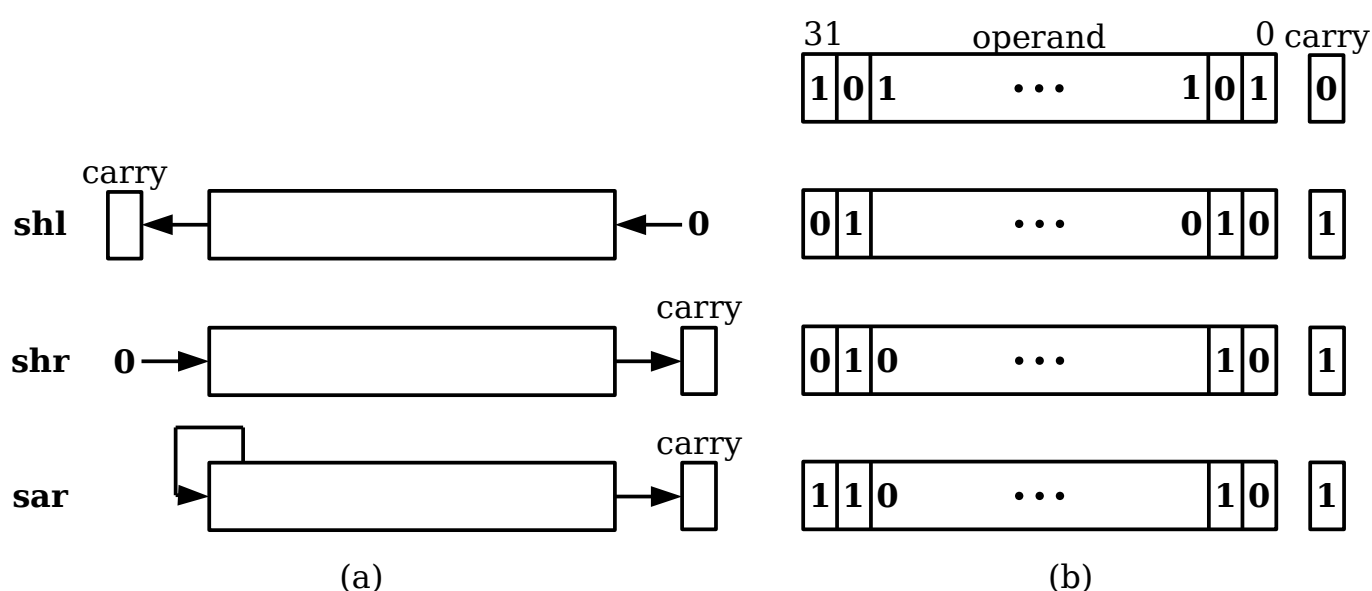 31 operand 0 carry
1 0 1 ... 1 0 1 0
carry
shl 0 0 1 ... 0 1 0 1
carry
shr 0 0 1 0 ... 1 0 1
carry
sar 1 1 0 ... 1 0 1
(a) (b)